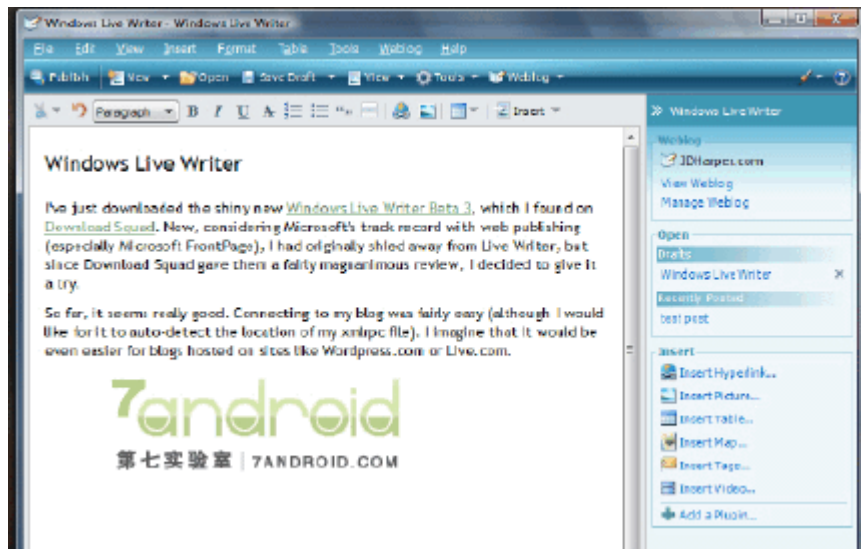 Windows Live Writer - Windows Live Writer
File Edit View Insert Format Table Tools Weblog Help
Publish New Open Save Draft View Tools Weblog
Paragraph B I U A Insert
Windows Live Writer
Weblog
JDHarper.com
View Weblog
Manage Weblog
Open
Drafts
Windows Live Writer
Recently Posted
test post
Insert
Insert Hyperlink...
Insert Picture...
Insert Table...
Insert Map...
Insert Tags...
Insert Video...
Add a Plugin...
Windows Live Writer
I've just downloaded the shiny new Windows Live Writer Beta 3, which I found on
Download Squad. Now, considering Microsoft's track record with web publishing
(especially Microsoft FrontPage), I had originally shied away from Live Writer, but
since Download Squad gave them a fairly magnanimous review, I decided to give it
a try.
So far, it seems really good. Connecting to my blog was fairly easy (although I would
like for it to auto-detect the location of my xmlrpc file). I imagine that it would be
even easier for blogs hosted on sites like Wordpress.com or Live.com.
7android
第七实验室 | 7ANDROID.COM